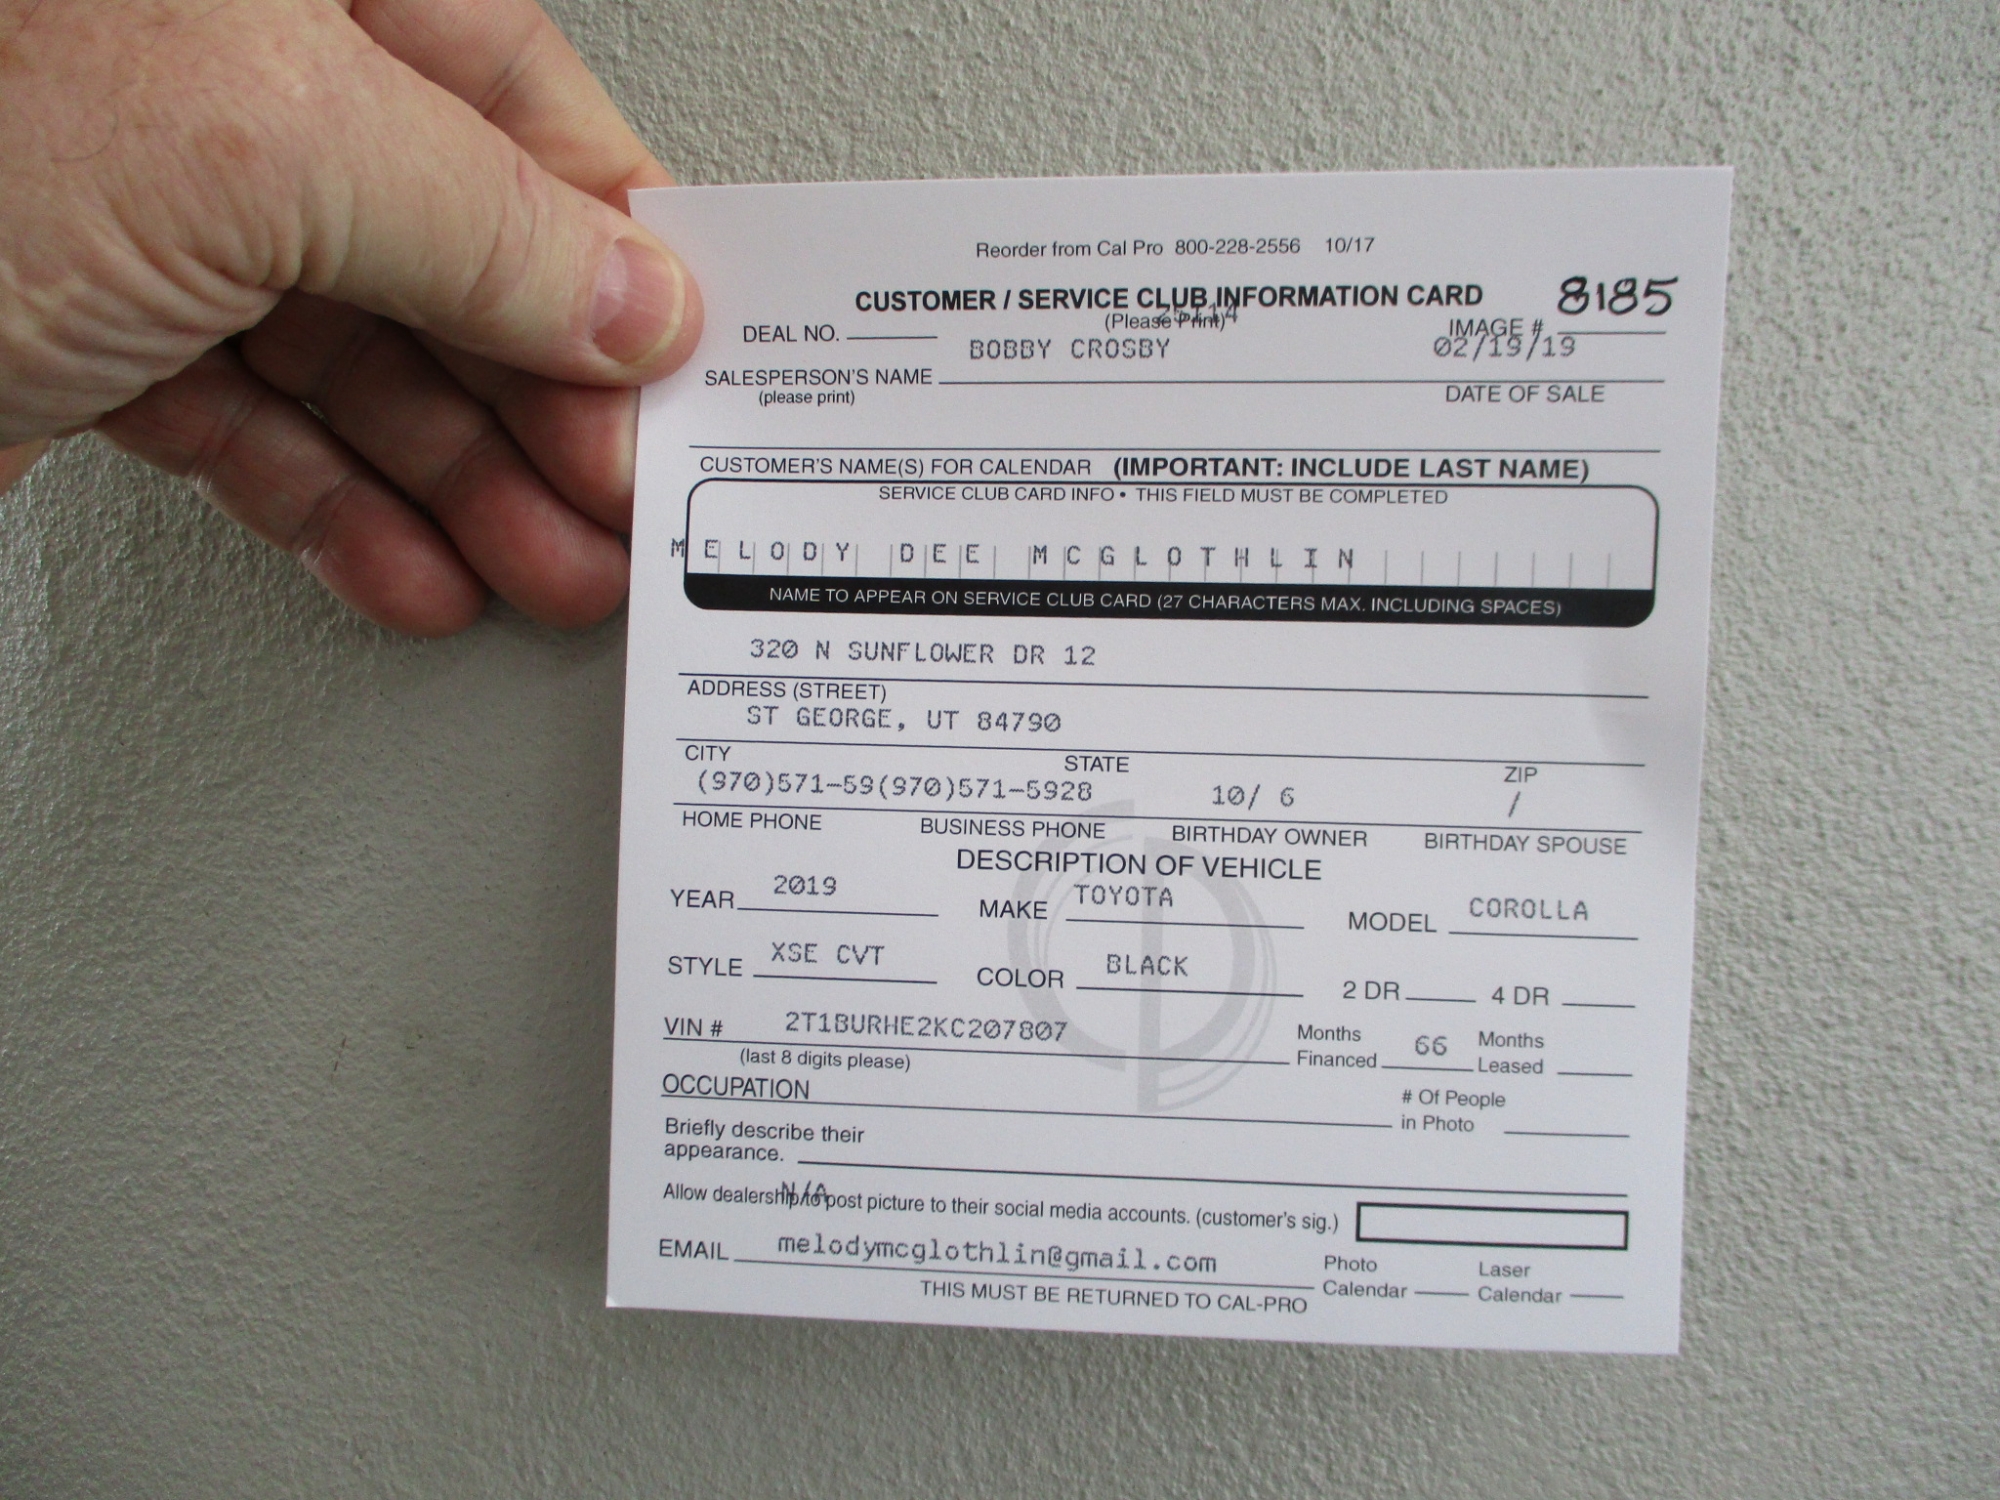 Reorder from Cal Pro 800-228-2556 10/17
CUSTOMER / SERVICE CLUB INFORMATION CARD 8185
(Please Print)
DEAL NO. IMAGE #
BOBBY CROSBY 02/19/19
SALESPERSON'S NAME
(please print) DATE OF SALE
CUSTOMER'S NAME(S) FOR CALENDAR (IMPORTANT: INCLUDE LAST NAME)
SERVICE CLUB CARD INFO • THIS FIELD MUST BE COMPLETED
MELODY DEE MCGLOTHLIN
NAME TO APPEAR ON SERVICE CLUB CARD (27 CHARACTERS MAX. INCLUDING SPACES)
320 N SUNFLOWER DR 12
ADDRESS (STREET)
ST GEORGE, UT 84790
CITY STATE ZIP
(970)571-59(970)571-5928 10/ 6 /
HOME PHONE BUSINESS PHONE BIRTHDAY OWNER BIRTHDAY SPOUSE
DESCRIPTION OF VEHICLE
YEAR 2019 MAKE TOYOTA MODEL COROLLA
STYLE XSE CVT COLOR BLACK 2 DR 4 DR
VIN # 2T1BURHE2KC207807 Months Financed 66 Months Leased
(last 8 digits please)
OCCUPATION # Of People in Photo
Briefly describe their
appearance.
N/A
Allow dealership to post picture to their social media accounts. (customer's sig.)
EMAIL melodymcglothlin@gmail.com Photo Calendar Laser Calendar
THIS MUST BE RETURNED TO CAL-PRO